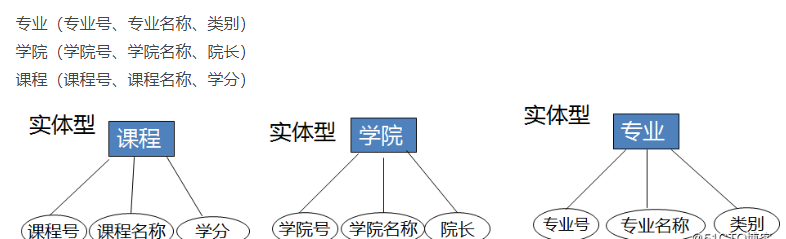 专业（专业号、专业名称、类别）
学院（学院号、学院名称、院长）
课程（课程号、课程名称、学分）
实体型 课程 实体型 学院 实体型 专业
课程号 课程名称 学分 学院号 学院名称 院长 专业号 专业名称 类别